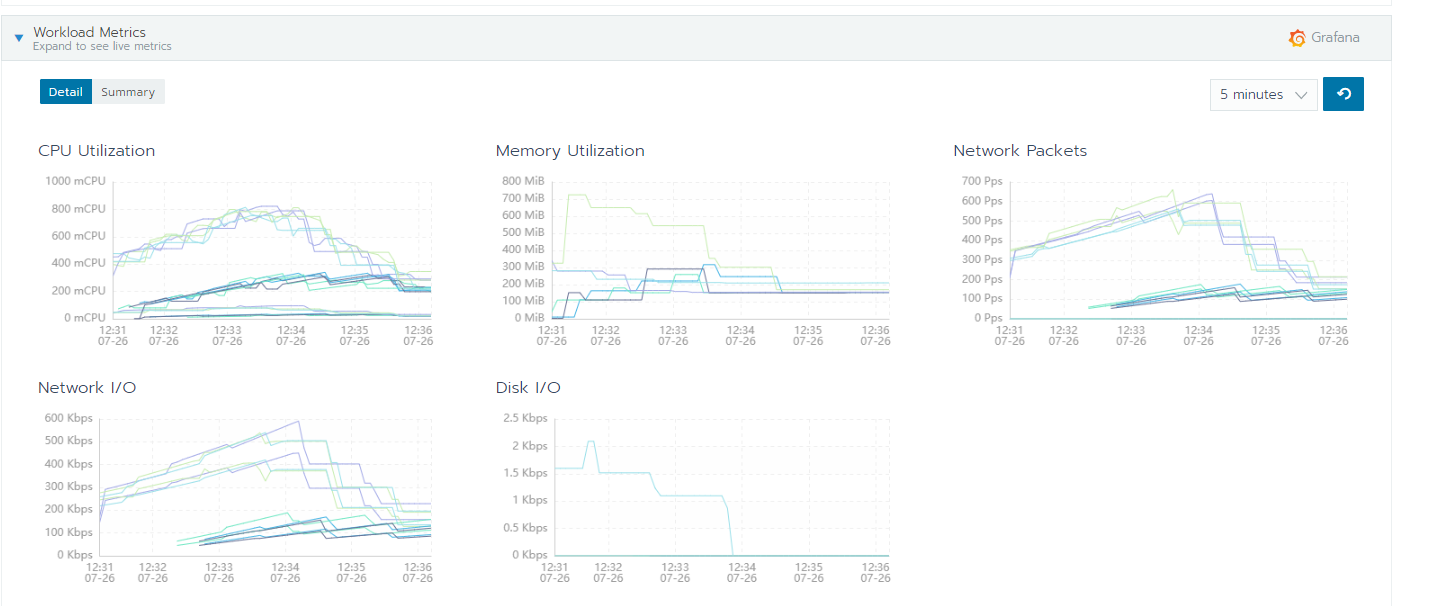 Workload Metrics
Expand to see live metrics
Grafana
Detail Summary
5 minutes
CPU Utilization
1000 mCPU
800 mCPU
600 mCPU
400 mCPU
200 mCPU
0 mCPU
12:31 12:32 12:33 12:34 12:35 12:36
07-26 07-26 07-26 07-26 07-26 07-26
Memory Utilization
800 MiB
700 MiB
600 MiB
500 MiB
400 MiB
300 MiB
200 MiB
100 MiB
0 MiB
12:31 12:32 12:33 12:34 12:35 12:36
07-26 07-26 07-26 07-26 07-26 07-26
Network Packets
700 Pps
600 Pps
500 Pps
400 Pps
300 Pps
200 Pps
100 Pps
0 Pps
12:31 12:32 12:33 12:34 12:35 12:36
07-26 07-26 07-26 07-26 07-26 07-26
Network I/O
600 Kbps
500 Kbps
400 Kbps
300 Kbps
200 Kbps
100 Kbps
0 Kbps
12:31 12:32 12:33 12:34 12:35 12:36
07-26 07-26 07-26 07-26 07-26 07-26
Disk I/O
2.5 Kbps
2 Kbps
1.5 Kbps
1 Kbps
0.5 Kbps
0 Kbps
12:31 12:32 12:33 12:34 12:35 12:36
07-26 07-26 07-26 07-26 07-26 07-26